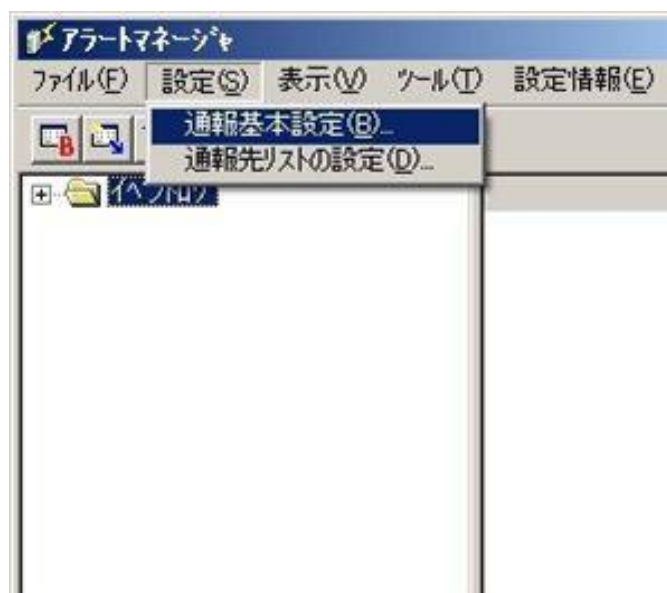 アラートマネージャ
ファイル(F) 設定(S) 表示(V) ツール(T) 設定情報(E)
通報基本設定(B)...
通報先リストの設定(D)...
イベントログ